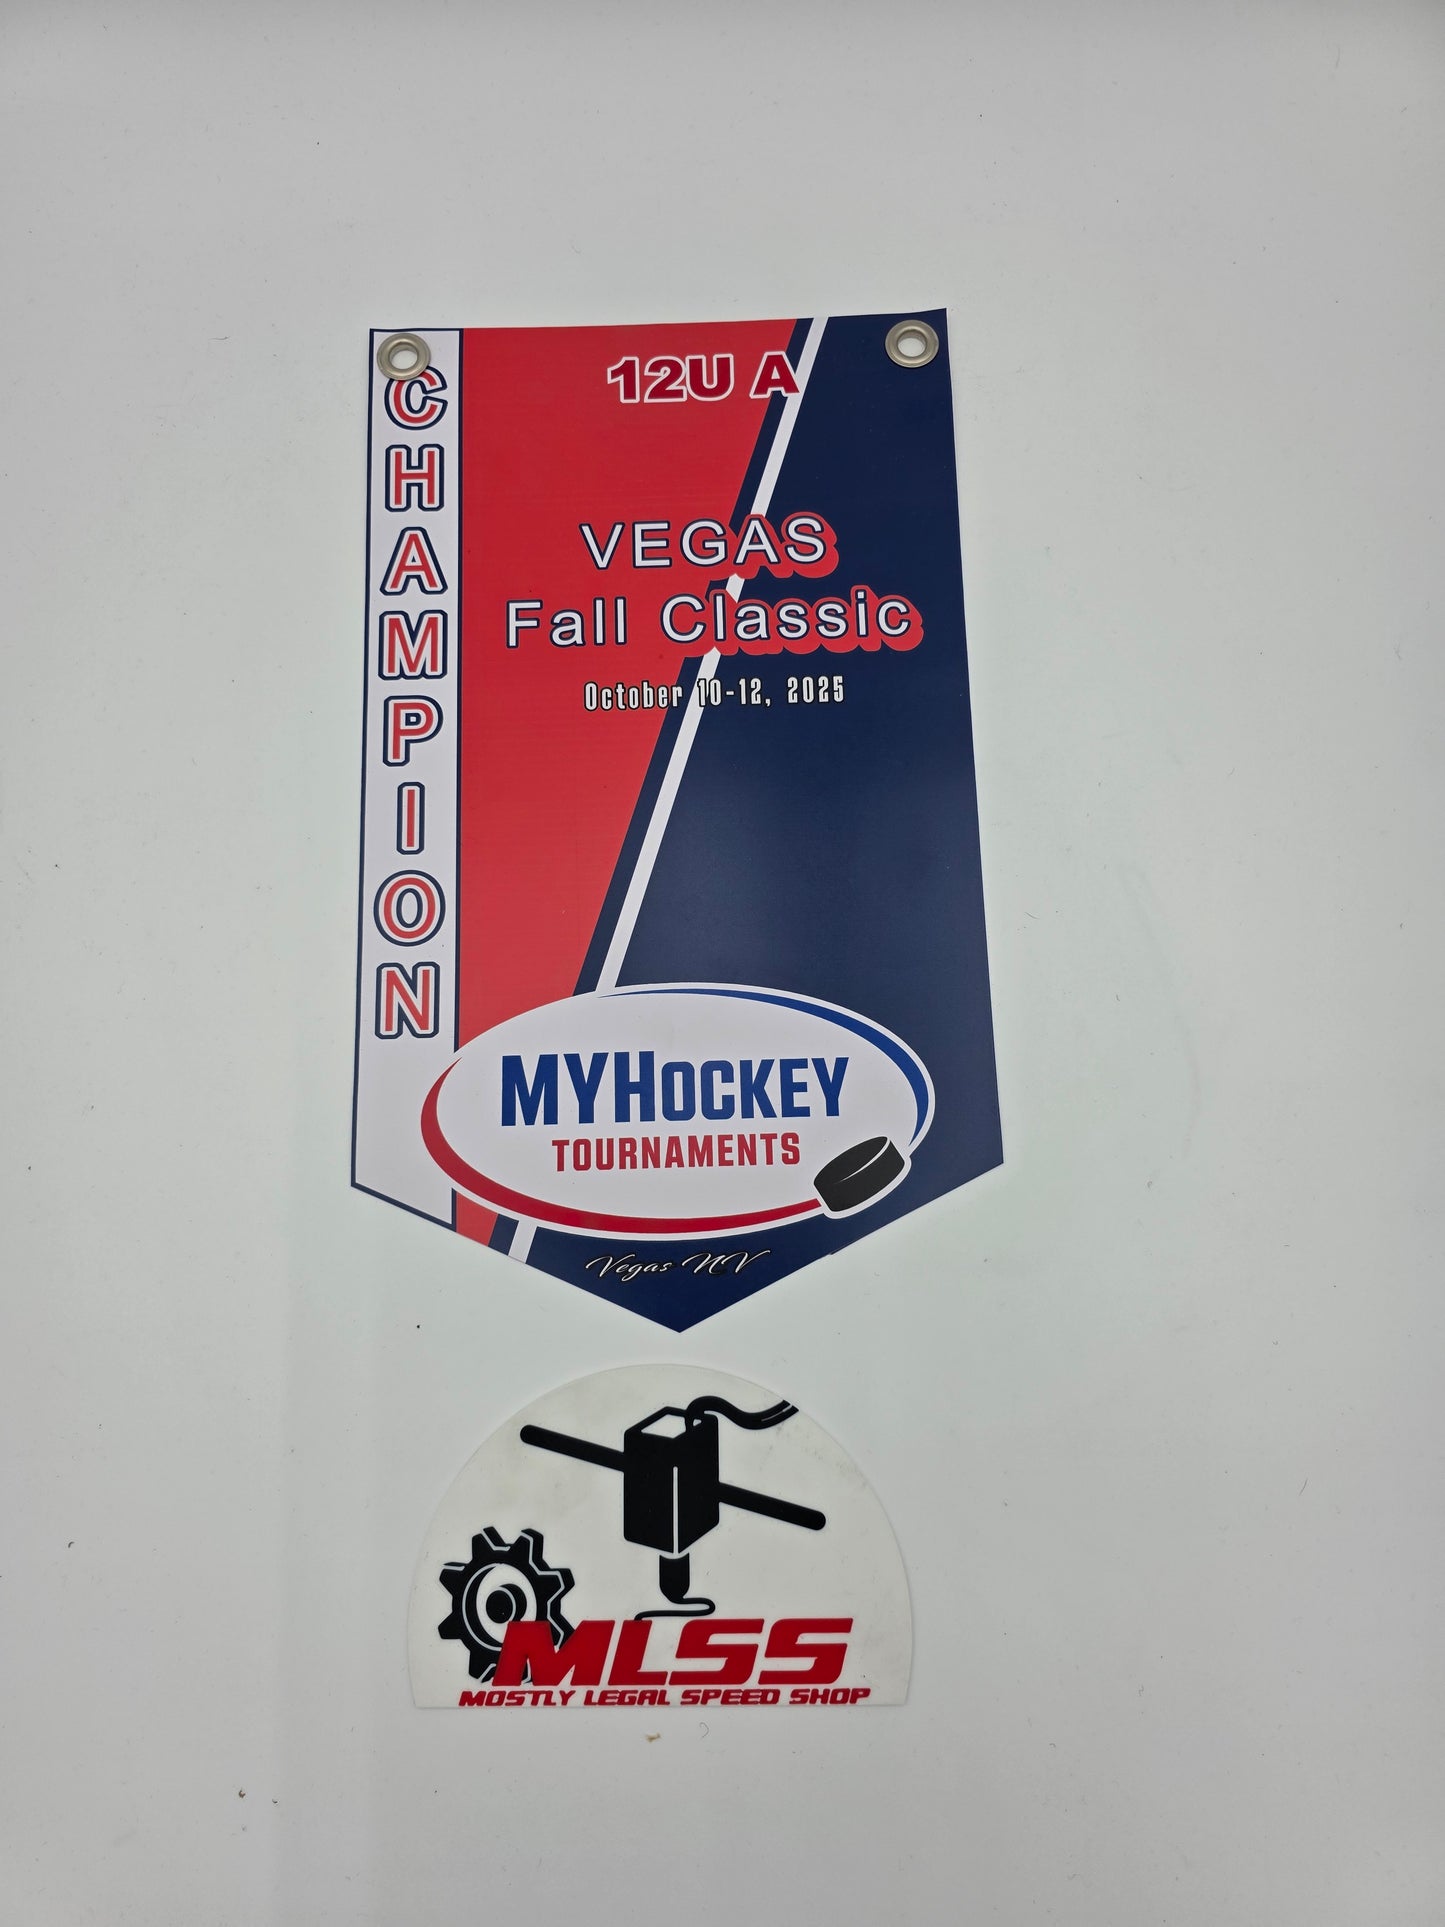 CHAMPION
12U A
VEGAS
Fall Classic
October 10-12, 2025
MYHOCKEY
TOURNAMENTS
Vegas NV
MLSS
MOSTLY LEGAL SPEED SHOP